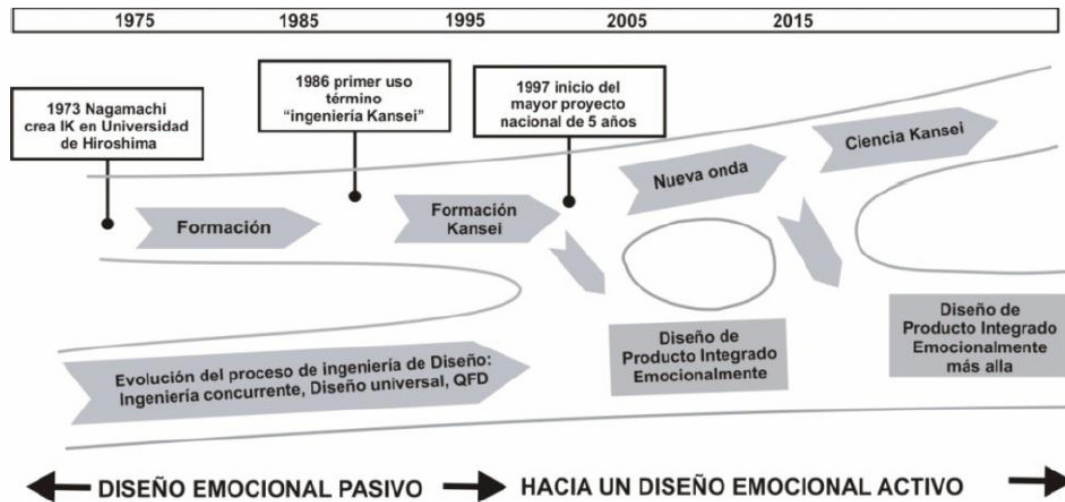 1975 1985 1995 2005 2015
1973 Nagamachi
crea IK en Universidad
de Hiroshima
1986 primer uso
término
“ingeniería Kansei”
1997 inicio del
mayor proyecto
nacional de 5 años
Formación
Formación
Kansei
Nueva onda
Ciencia Kansei
Evolución del proceso de ingeniería de Diseño:
Ingeniería concurrente, Diseño universal, QFD
Diseño de
Producto Integrado
Emocionalmente
Diseño de
Producto Integrado
Emocionalmente
más alla
DISEÑO EMOCIONAL PASIVO
HACIA UN DISEÑO EMOCIONAL ACTIVO